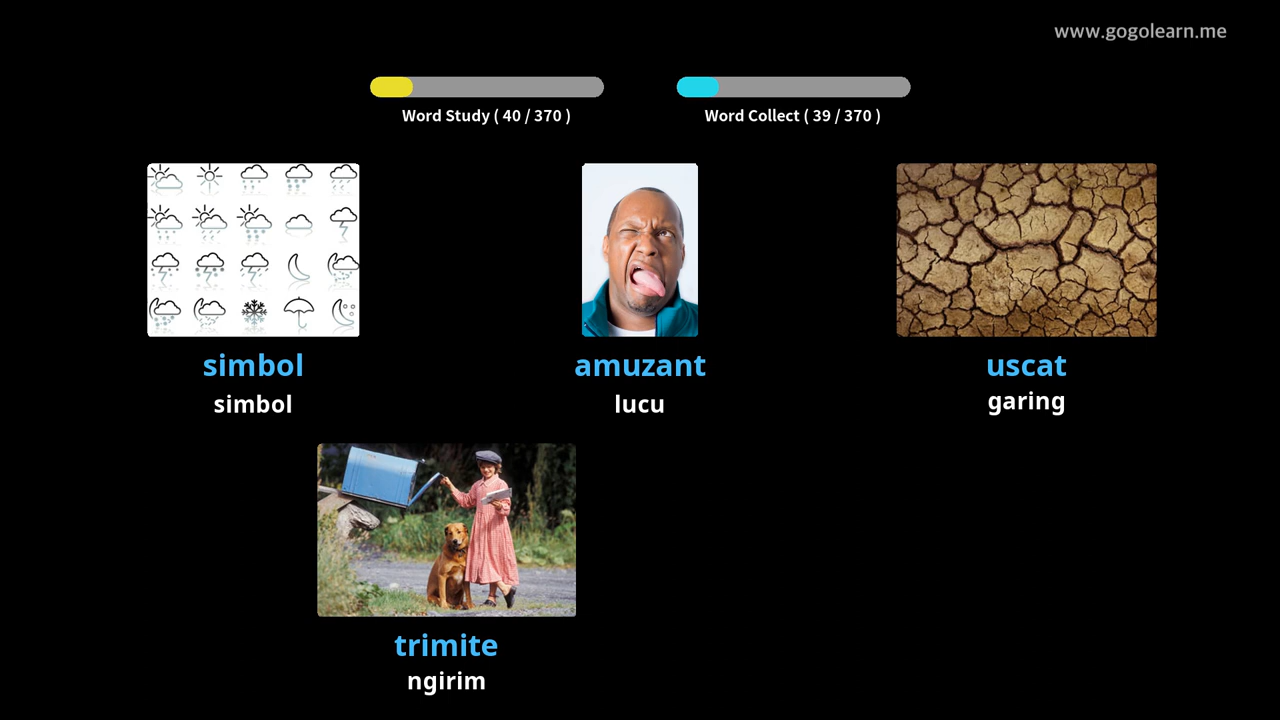 www.gogolearn.me
Word Study ( 40 / 370 )
Word Collect ( 39 / 370 )
simbol
simbol
amuzant
lucu
uscat
garing
trimite
ngirim